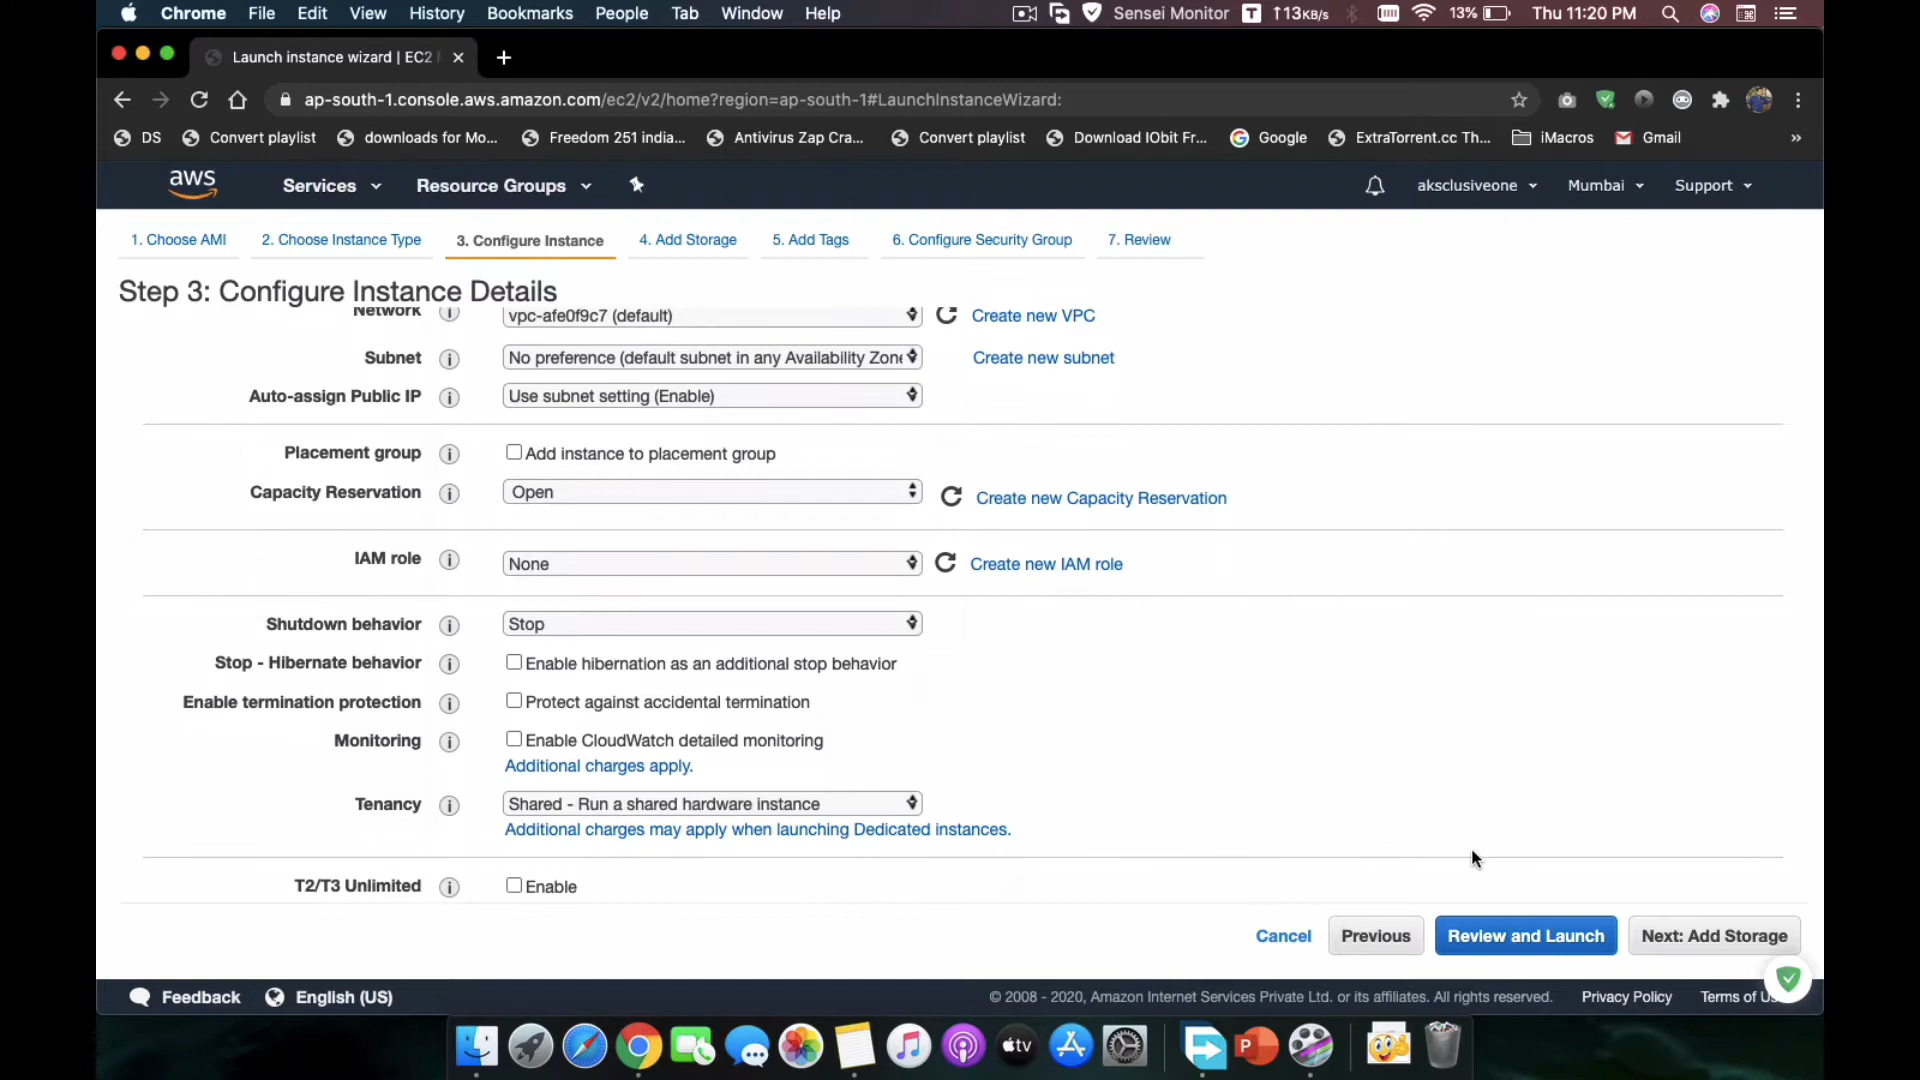 Chrome File Edit View History Bookmarks People Tab Window Help Sensei Monitor T ↑13KB/s 13% Thu 11:20 PM
Launch instance wizard | EC2
ap-south-1.console.aws.amazon.com/ec2/v2/home?region=ap-south-1#LaunchInstanceWizard:
DS Convert playlist downloads for Mo... Freedom 251 india... Antivirus Zap Cra... Convert playlist Download IObit Fr... Google ExtraTorrent.cc Th... iMacros Gmail »
aws Services Resource Groups aksclusiveone Mumbai Support
1. Choose AMI 2. Choose Instance Type 3. Configure Instance 4. Add Storage 5. Add Tags 6. Configure Security Group 7. Review
Step 3: Configure Instance Details
Network i vpc-afe0f9c7 (default) Create new VPC
Subnet i No preference (default subnet in any Availability Zone Create new subnet
Auto-assign Public IP i Use subnet setting (Enable)
Placement group i Add instance to placement group
Capacity Reservation i Open Create new Capacity Reservation
IAM role i None Create new IAM role
Shutdown behavior i Stop
Stop - Hibernate behavior i Enable hibernation as an additional stop behavior
Enable termination protection i Protect against accidental termination
Monitoring i Enable CloudWatch detailed monitoring
Additional charges apply.
Tenancy i Shared - Run a shared hardware instance
Additional charges may apply when launching Dedicated instances.
T2/T3 Unlimited i Enable
Cancel Previous Review and Launch Next: Add Storage
Feedback English (US) © 2008 - 2020, Amazon Internet Services Private Ltd. or its affiliates. All rights reserved. Privacy Policy Terms of U
tv P